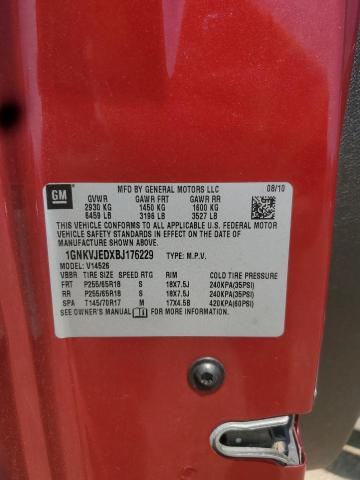 GM
MFD BY GENERAL MOTORS LLC 08/10
GVWR GAWR FRT GAWR RR
2930 KG 1450 KG 1600 KG
6459 LB 3196 LB 3527 LB
THIS VEHICLE CONFORMS TO ALL APPLICABLE U.S. FEDERAL MOTOR
VEHICLE SAFETY STANDARDS IN EFFECT ON THE DATE OF
MANUFACTURE SHOWN ABOVE.
1GNKVJEDXBJ176229 TYPE: M.P.V.
MODEL: V14526
VBBR TIRE SIZE SPEED RTG RIM COLD TIRE PRESSURE
FRT P255/65R18 S 18X7.5J 240KPA(35PSI)
RR P255/65R18 S 18X7.5J 240KPA(35PSI)
SPA T145/70R17 M 17X4.5B 420KPA(60PSI)
SEE OWNER'S MANUAL FOR MORE INFORMATION.